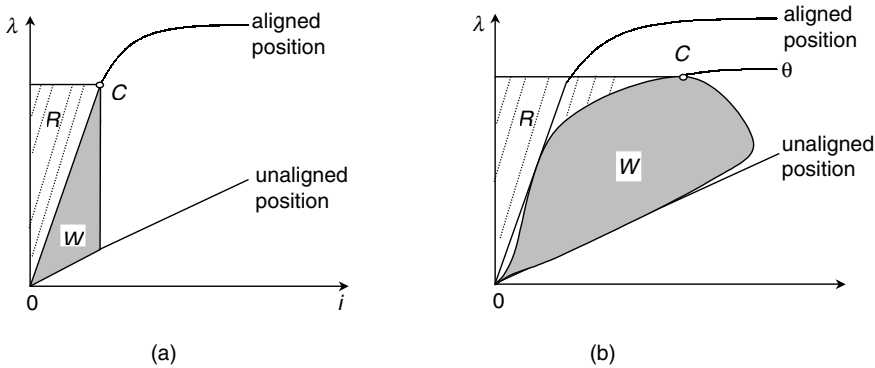 λ
aligned
position
C
R
unaligned
position
W
0
i
(a)
aligned
position
C
θ
R
unaligned
position
W
0
(b)